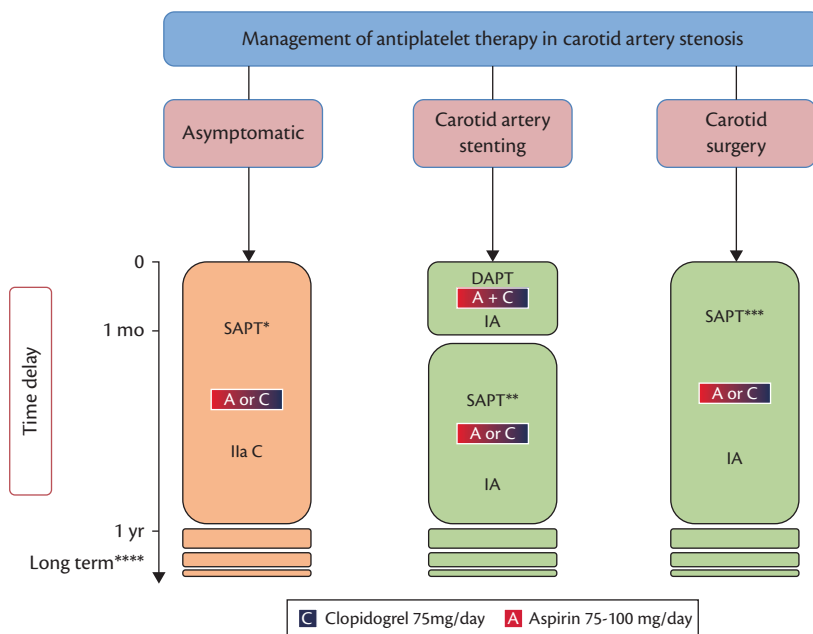 Management of antiplatelet therapy in carotid artery stenosis
Asymptomatic
Carotid artery
stenting
Carotid
surgery
Time delay
0
1 mo
1 yr
Long term****
SAPT*
A or C
IIa C
DAPT
A + C
IA
SAPT**
A or C
IA
SAPT***
A or C
IA
C Clopidogrel 75mg/day A Aspirin 75-100 mg/day